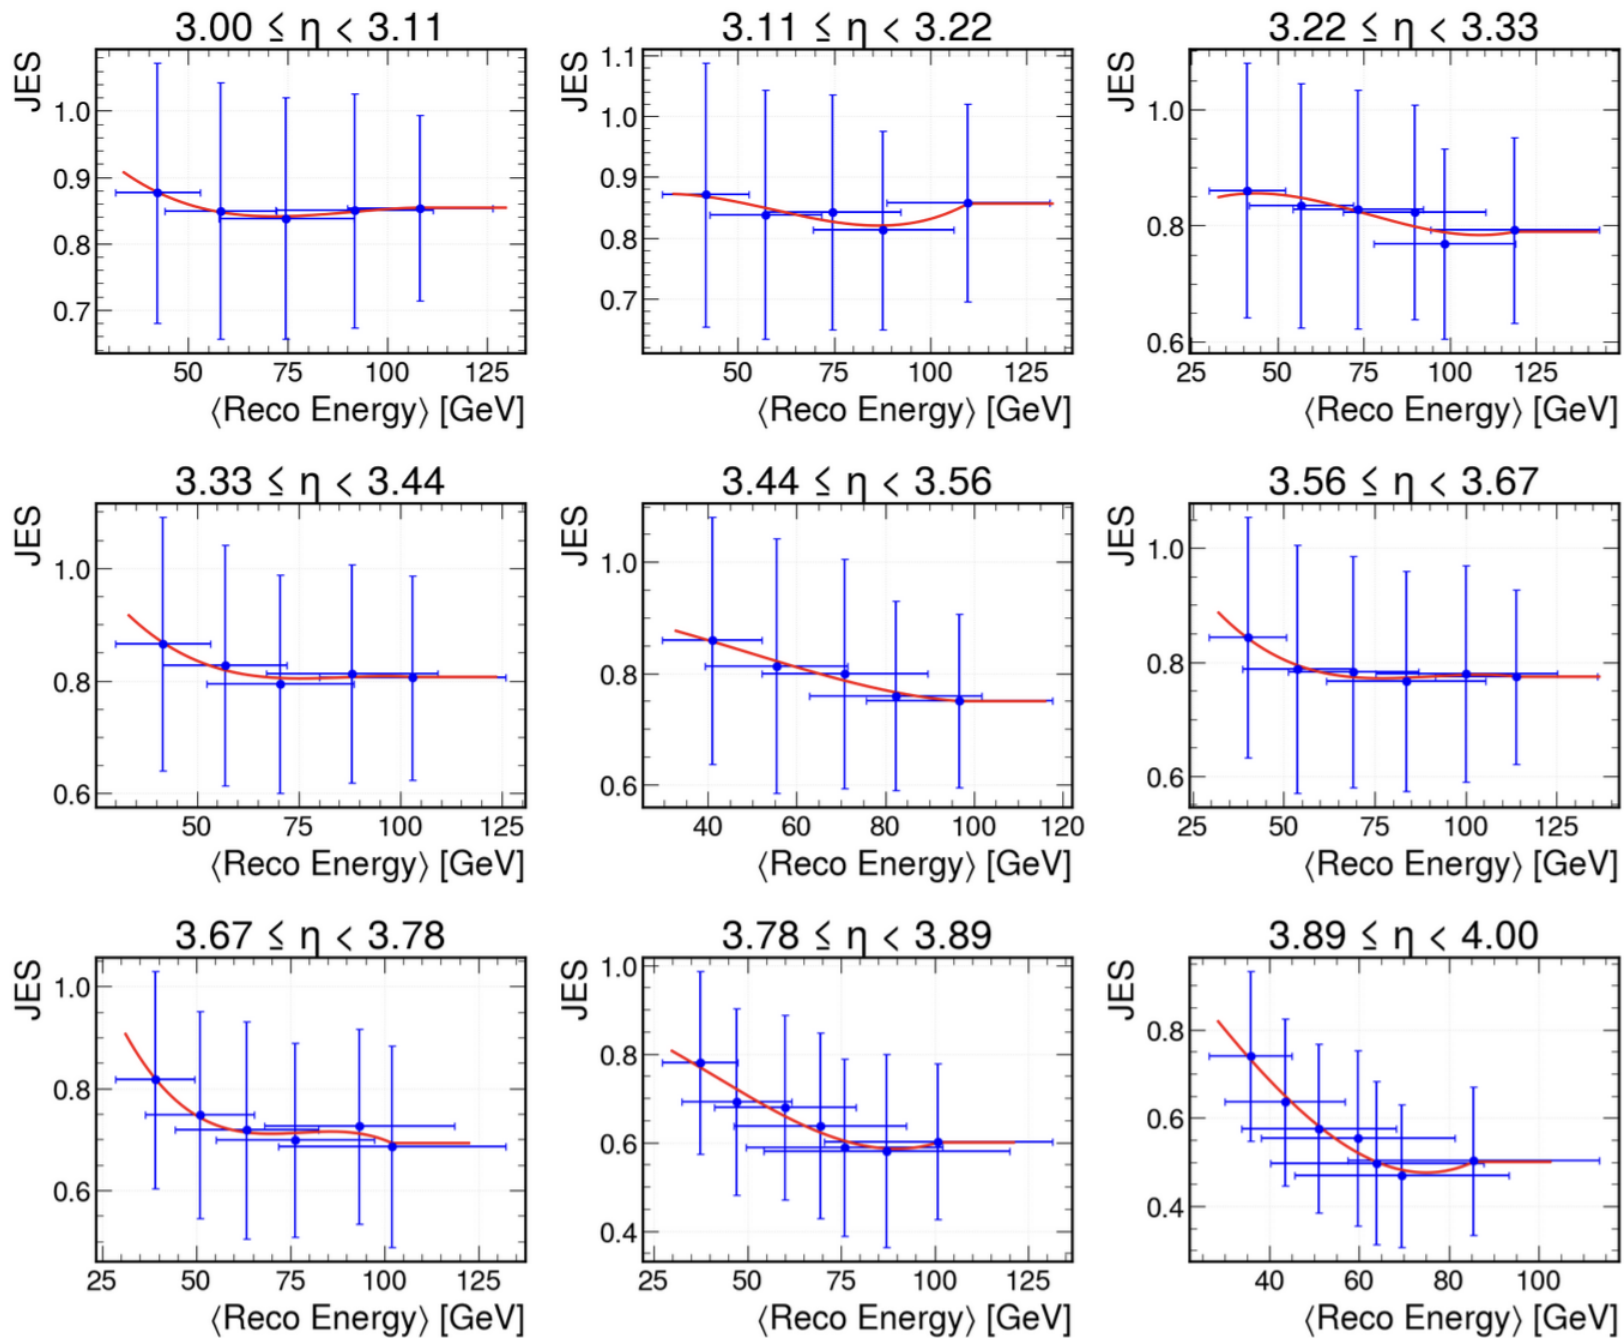 3.00 ≤ η < 3.11
JES
1.0
0.9
0.8
0.7
50 75 100 125
⟨Reco Energy⟩ [GeV]
3.11 ≤ η < 3.22
JES
1.1
1.0
0.9
0.8
0.7
50 75 100
⟨Reco Energy⟩ [GeV]
3.22 ≤ η < 3.33
JES
1.0
0.8
0.6
25 50 75 100 125
⟨Reco Energy⟩ [GeV]
3.33 ≤ η < 3.44
JES
1.0
0.8
0.6
50 75 100 125
⟨Reco Energy⟩ [GeV]
3.44 ≤ η < 3.56
JES
1.0
0.8
0.6
40 60 80 100 120
⟨Reco Energy⟩ [GeV]
3.56 ≤ η < 3.67
JES
1.0
0.8
0.6
25 50 75 100 125
⟨Reco Energy⟩ [GeV]
3.67 ≤ η < 3.78
JES
1.0
0.8
0.6
25 50 75 100
⟨Reco Energy⟩ [GeV]
3.78 ≤ η < 3.89
JES
1.0
0.8
0.6
0.4
25 50 75 100 125
⟨Reco Energy⟩ [GeV]
3.89 ≤ η < 4.00
JES
0.8
0.6
0.4
40 60 80 100
⟨Reco Energy⟩ [GeV]